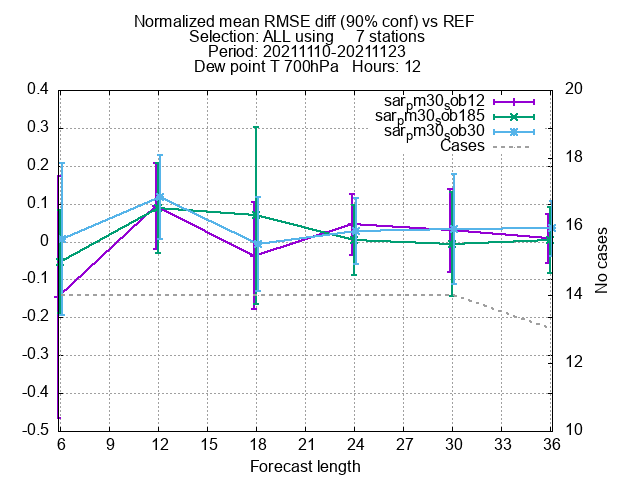 Normalized mean RMSE diff (90% conf) vs REF
Selection: ALL using     7 stations
Period: 20211110-20211123
Dew point T 700hPa   Hours: 12
0.4
0.3
0.2
0.1
0
-0.1
-0.2
-0.3
-0.4
-0.5
20
18
16
14
12
10
No cases
sarpm30sob12
sarpm30sob185
sarpm30sob30
Cases
6 9 12 15 18 21 24 27 30 33 36
Forecast length